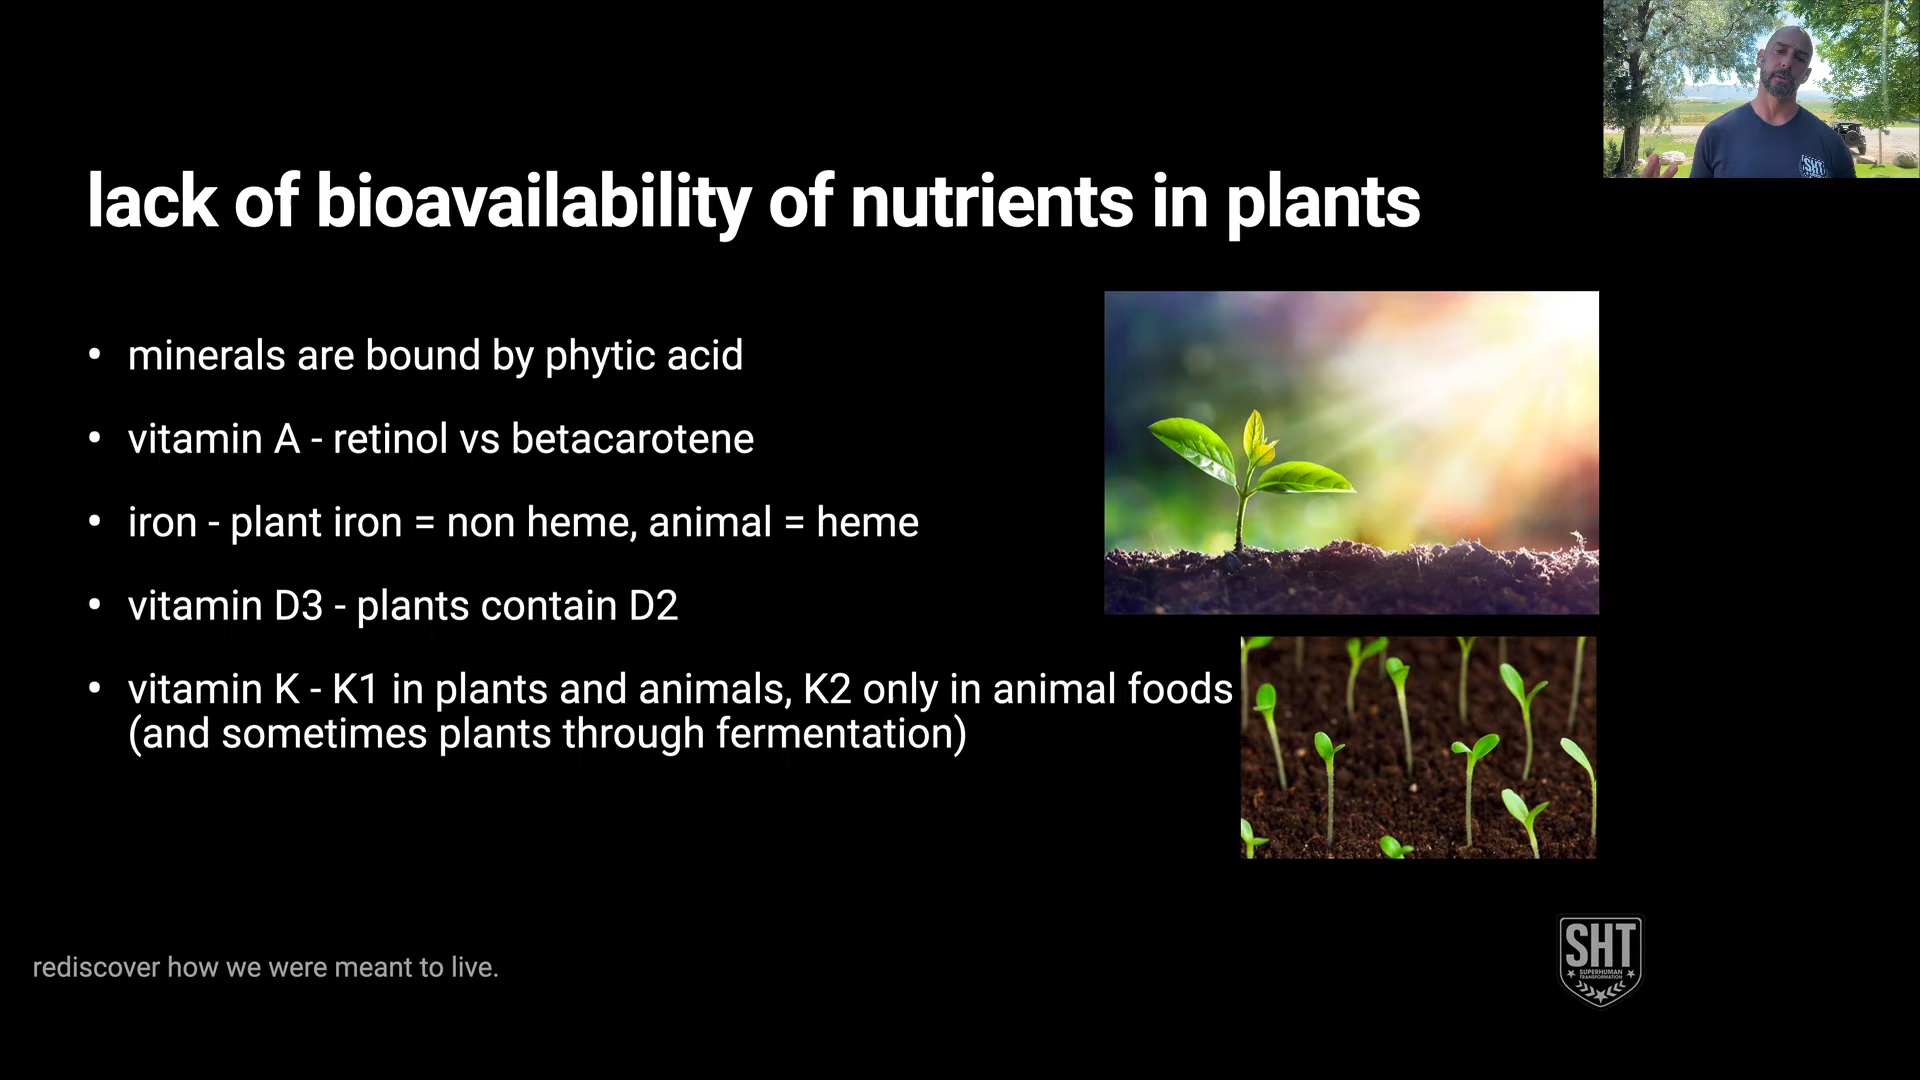 lack of bioavailability of nutrients in plants
• minerals are bound by phytic acid
• vitamin A - retinol vs betacarotene
• iron - plant iron = non heme, animal = heme
• vitamin D3 - plants contain D2
• vitamin K - K1 in plants and animals, K2 only in animal foods
(and sometimes plants through fermentation)
rediscover how we were meant to live.
SHT
SUPERHUMAN
TRANSFORMATION
SHT